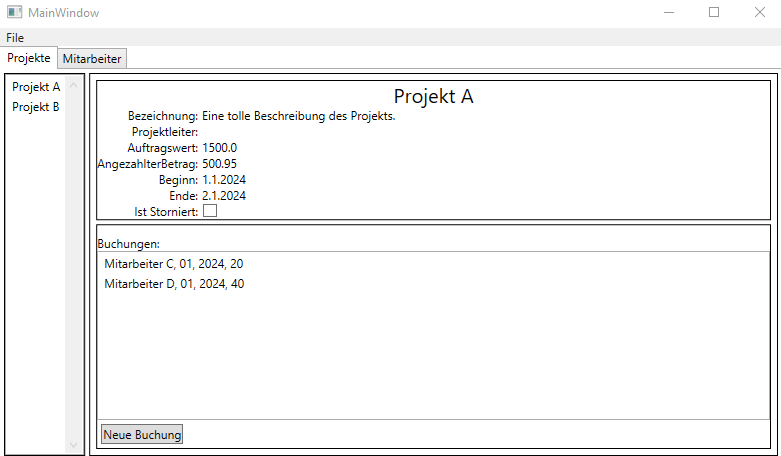 MainWindow
File
Projekte Mitarbeiter
Projekt A
Projekt B
Projekt A
Bezeichnung: Eine tolle Beschreibung des Projekts.
Projektleiter:
Auftragswert: 1500.0
AngezahlterBetrag: 500.95
Beginn: 1.1.2024
Ende: 2.1.2024
Ist Storniert:
Buchungen:
Mitarbeiter C, 01, 2024, 20
Mitarbeiter D, 01, 2024, 40
Neue Buchung